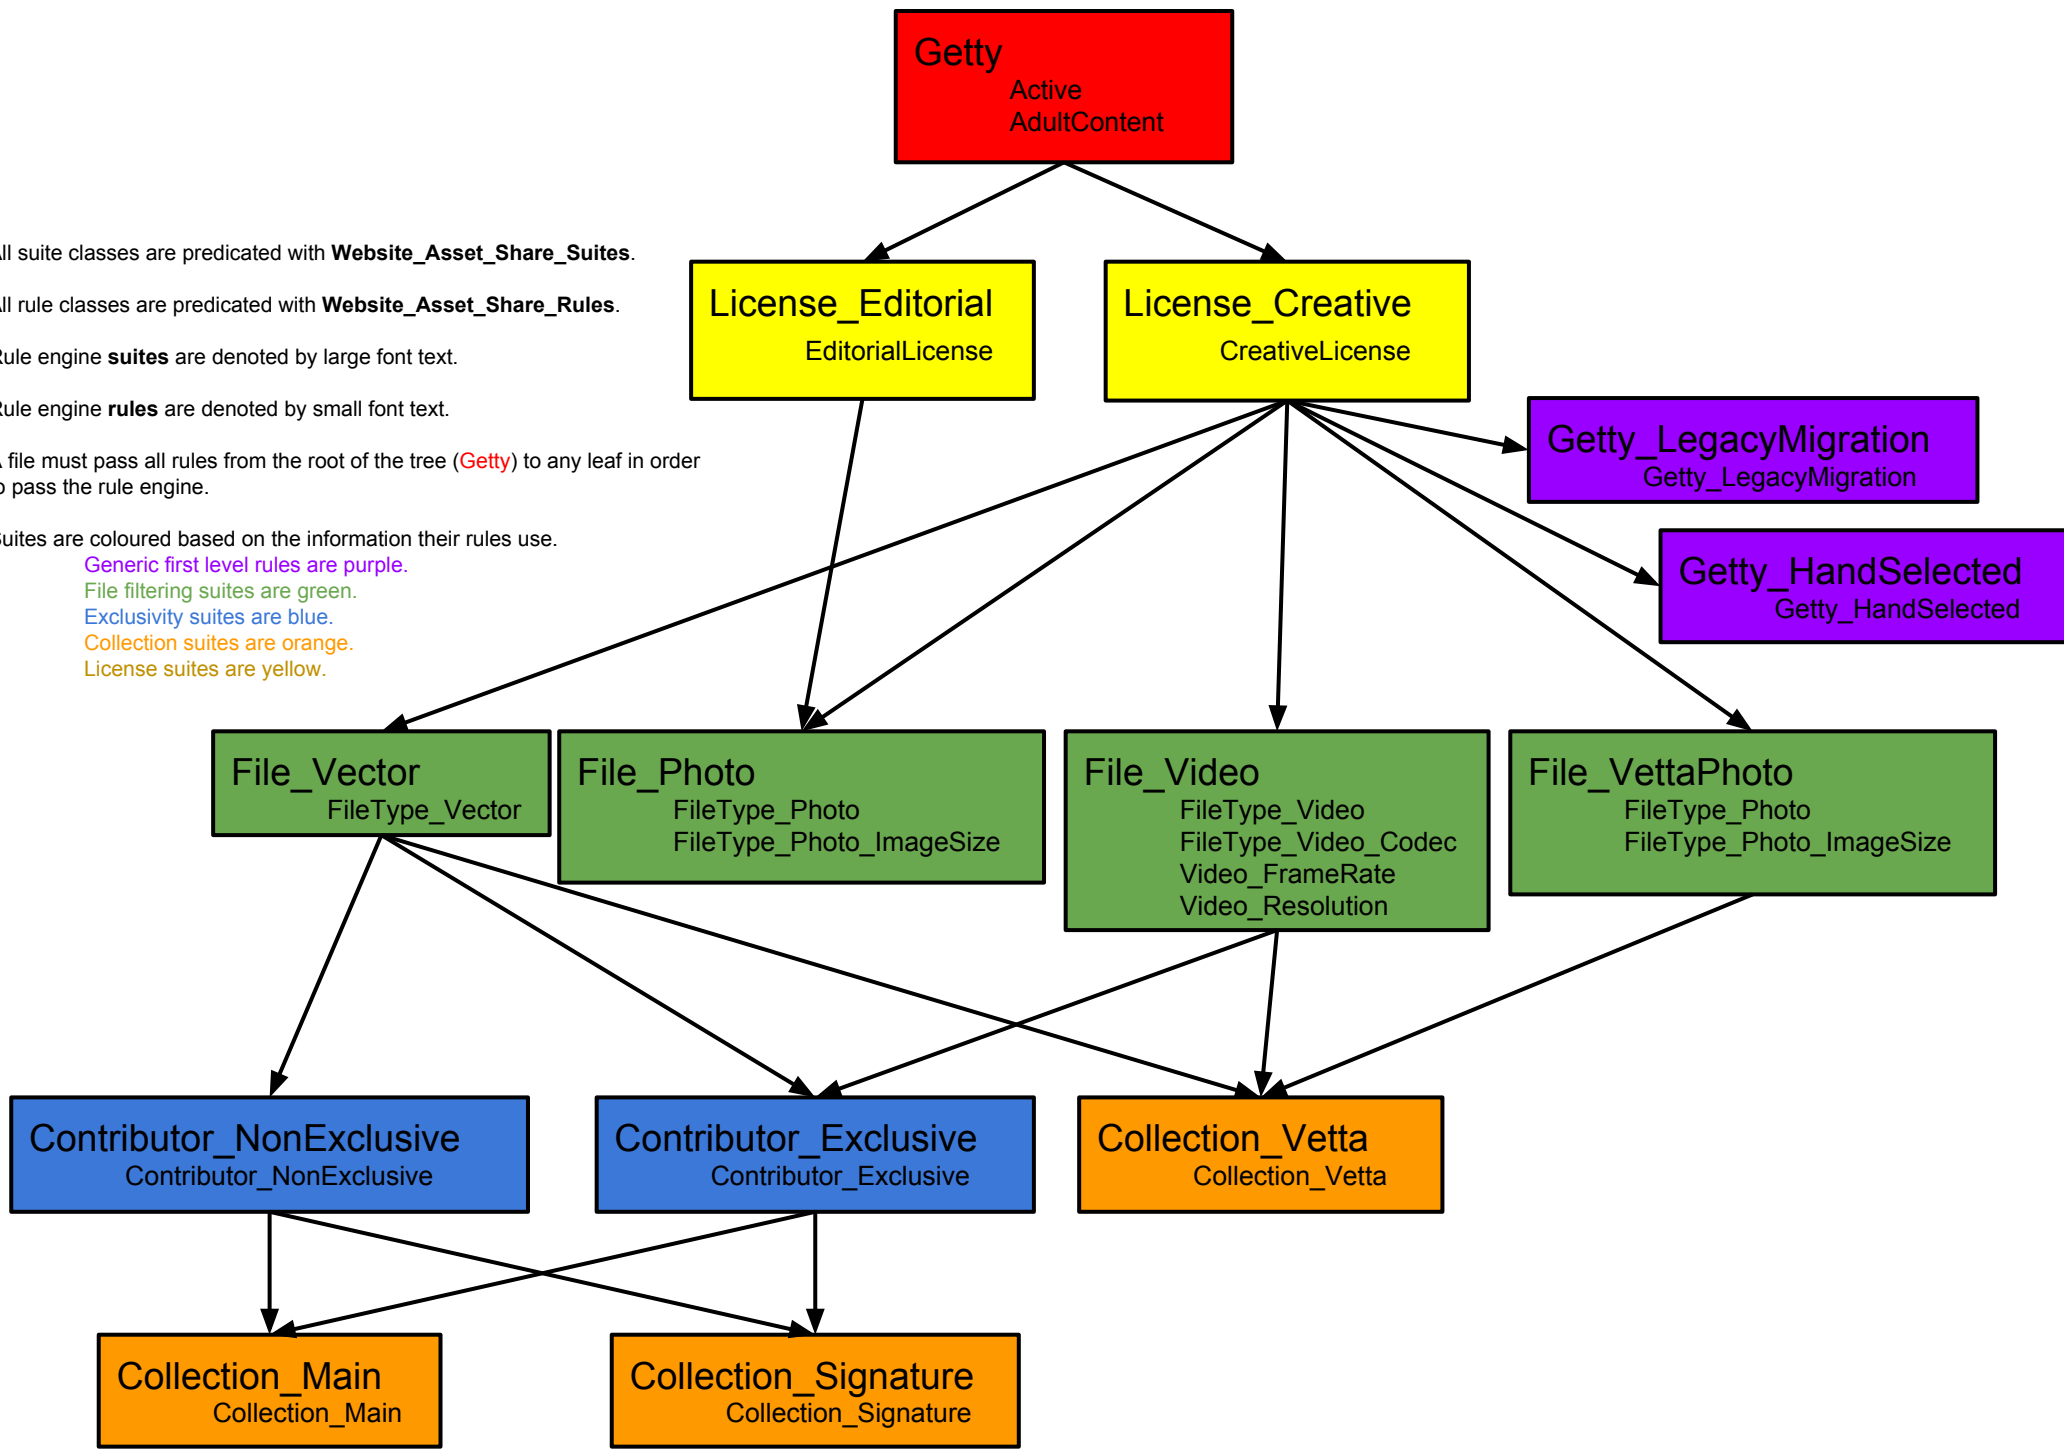 Getty
Active
AdultContent
All suite classes are predicated with Website_Asset_Share_Suites.
All rule classes are predicated with Website_Asset_Share_Rules.
Rule engine suites are denoted by large font text.
Rule engine rules are denoted by small font text.
A file must pass all rules from the root of the tree (Getty) to any leaf in order
to pass the rule engine.
Suites are coloured based on the information their rules use.
Generic first level rules are purple.
File filtering suites are green.
Exclusivity suites are blue.
Collection suites are orange.
License suites are yellow.
License_Editorial
EditorialLicense
License_Creative
CreativeLicense
Getty_LegacyMigration
Getty_LegacyMigration
Getty_HandSelected
Getty_HandSelected
File_Vector
FileType_Vector
File_Photo
FileType_Photo
FileType_Photo_ImageSize
File_Video
FileType_Video
FileType_Video_Codec
Video_FrameRate
Video_Resolution
File_VettaPhoto
FileType_Photo
FileType_Photo_ImageSize
Contributor_NonExclusive
Contributor_NonExclusive
Contributor_Exclusive
Contributor_Exclusive
Collection_Vetta
Collection_Vetta
Collection_Main
Collection_Main
Collection_Signature
Collection_Signature